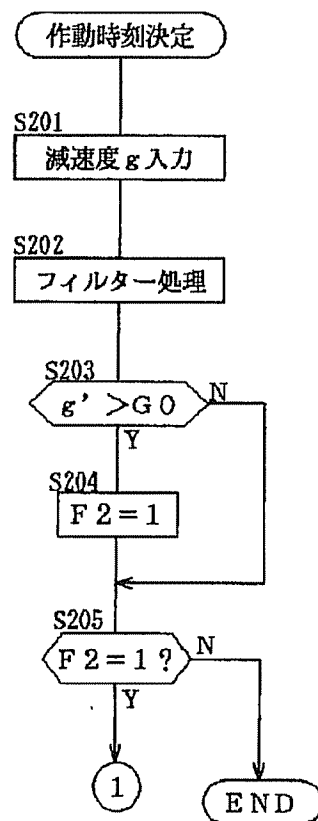 作動時刻決定
S201
減速度g入力
S202
フィルター処理
S203
g'>G0
N
Y
S204
F2=1
S205
F2=1?
N
Y
1
END